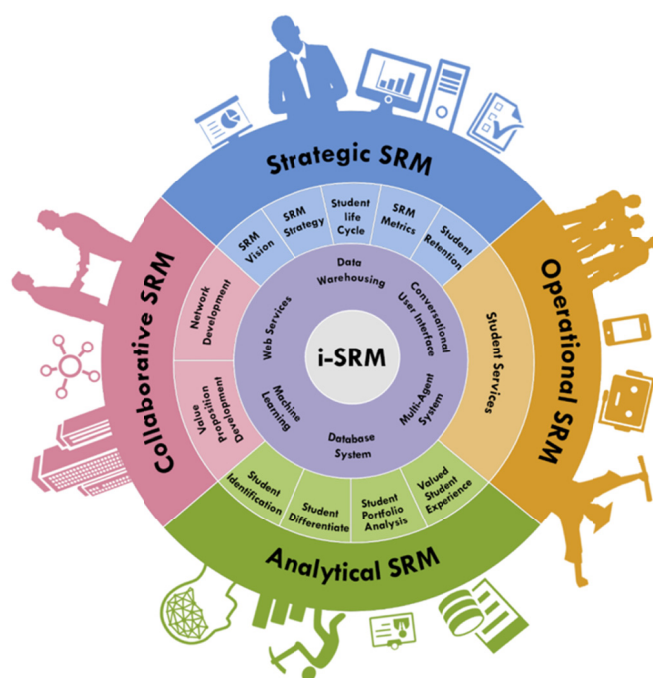 Strategic SRM
SRM
Vision
SRM
Strategy
Student
life
Cycle
SRM
Metrics
Student
Retention
Operational SRM
Student Services
Analytical SRM
Student
Identification
Student
Differentiate
Student
Portfolio
Analysis
Valued
Student
Experience
Collaborative SRM
Network
Development
Value
Proposition
Development
Data
Warehousing
Conversational
User Interface
Multi-Agent
System
Database
System
Machine
Learning
Web Services
i-SRM